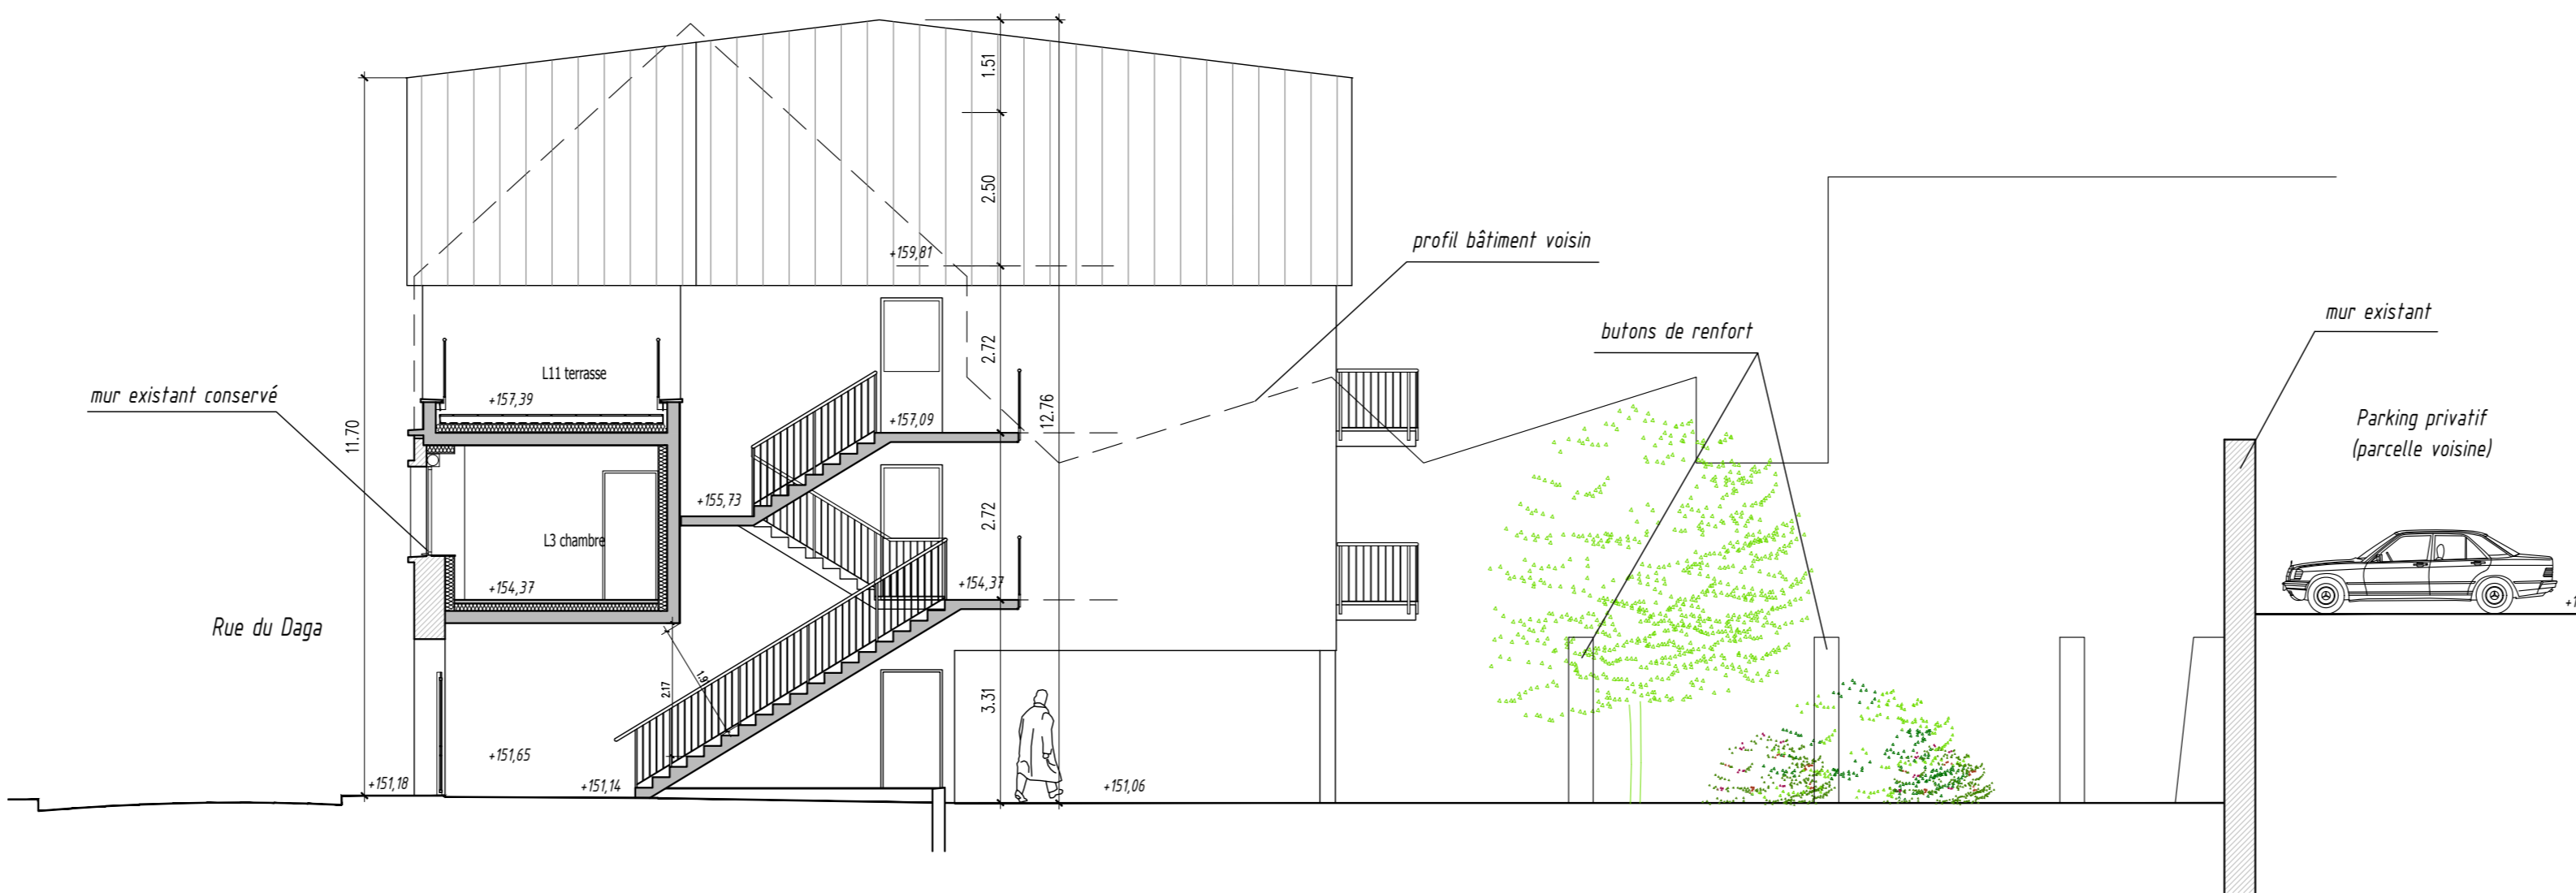 1.51
2.50
+159,81
profil bâtiment voisin
mur existant
butons de renfort
2.72
L11 terrasse
+157,39
mur existant conservé
12.76
+157,09
Parking privatif
(parcelle voisine)
11.70
+155,73
2.72
L3 chambre
+154,37
+154,37
Rue du Daga
2.17
3.31
+151,65
+151,18
+151,14
+151,06